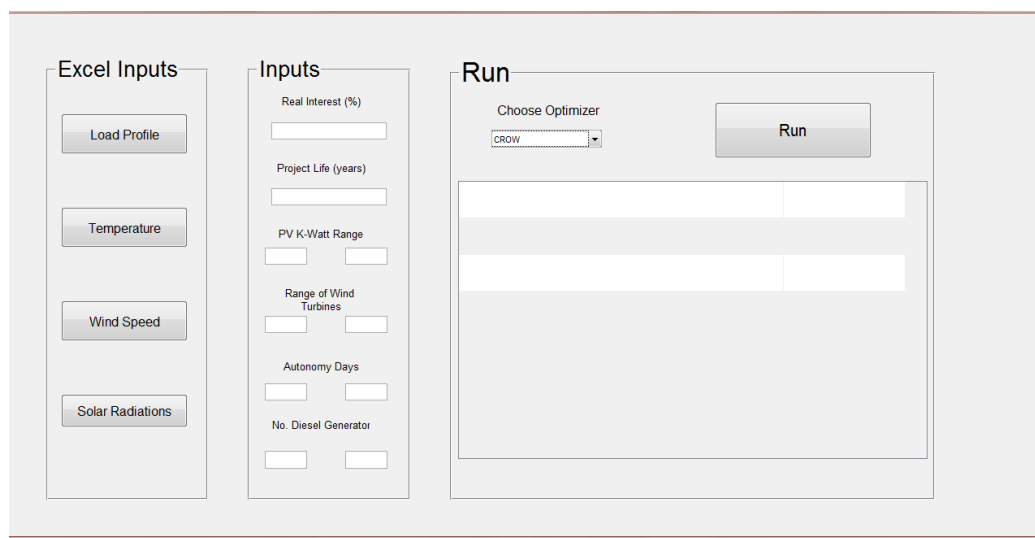 Excel Inputs
Load Profile
Temperature
Wind Speed
Solar Radiations
Inputs
Real Interest (%)
Project Life (years)
PV K-Watt Range
Range of Wind
Turbines
Autonomy Days
No. Diesel Generator
Run
Choose Optimizer
CROW
Run